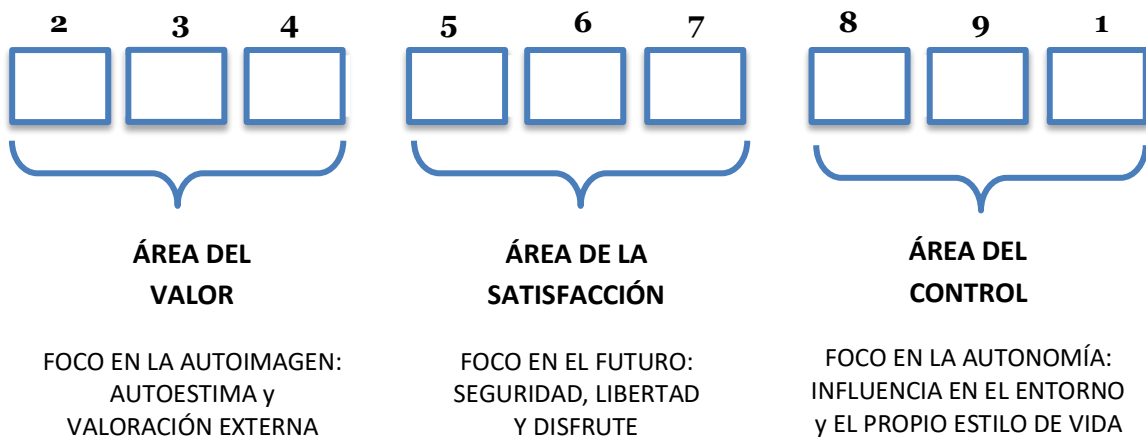 2 3 4 5 6 7 8 9 1
ÁREA DEL
VALOR
FOCO EN LA AUTOIMAGEN:
AUTOESTIMA y
VALORACIÓN EXTERNA
ÁREA DE LA
SATISFACCIÓN
FOCO EN EL FUTURO:
SEGURIDAD, LIBERTAD
Y DISFRUTE
ÁREA DEL
CONTROL
FOCO EN LA AUTONOMÍA:
INFLUENCIA EN EL ENTORNO
y EL PROPIO ESTILO DE VIDA